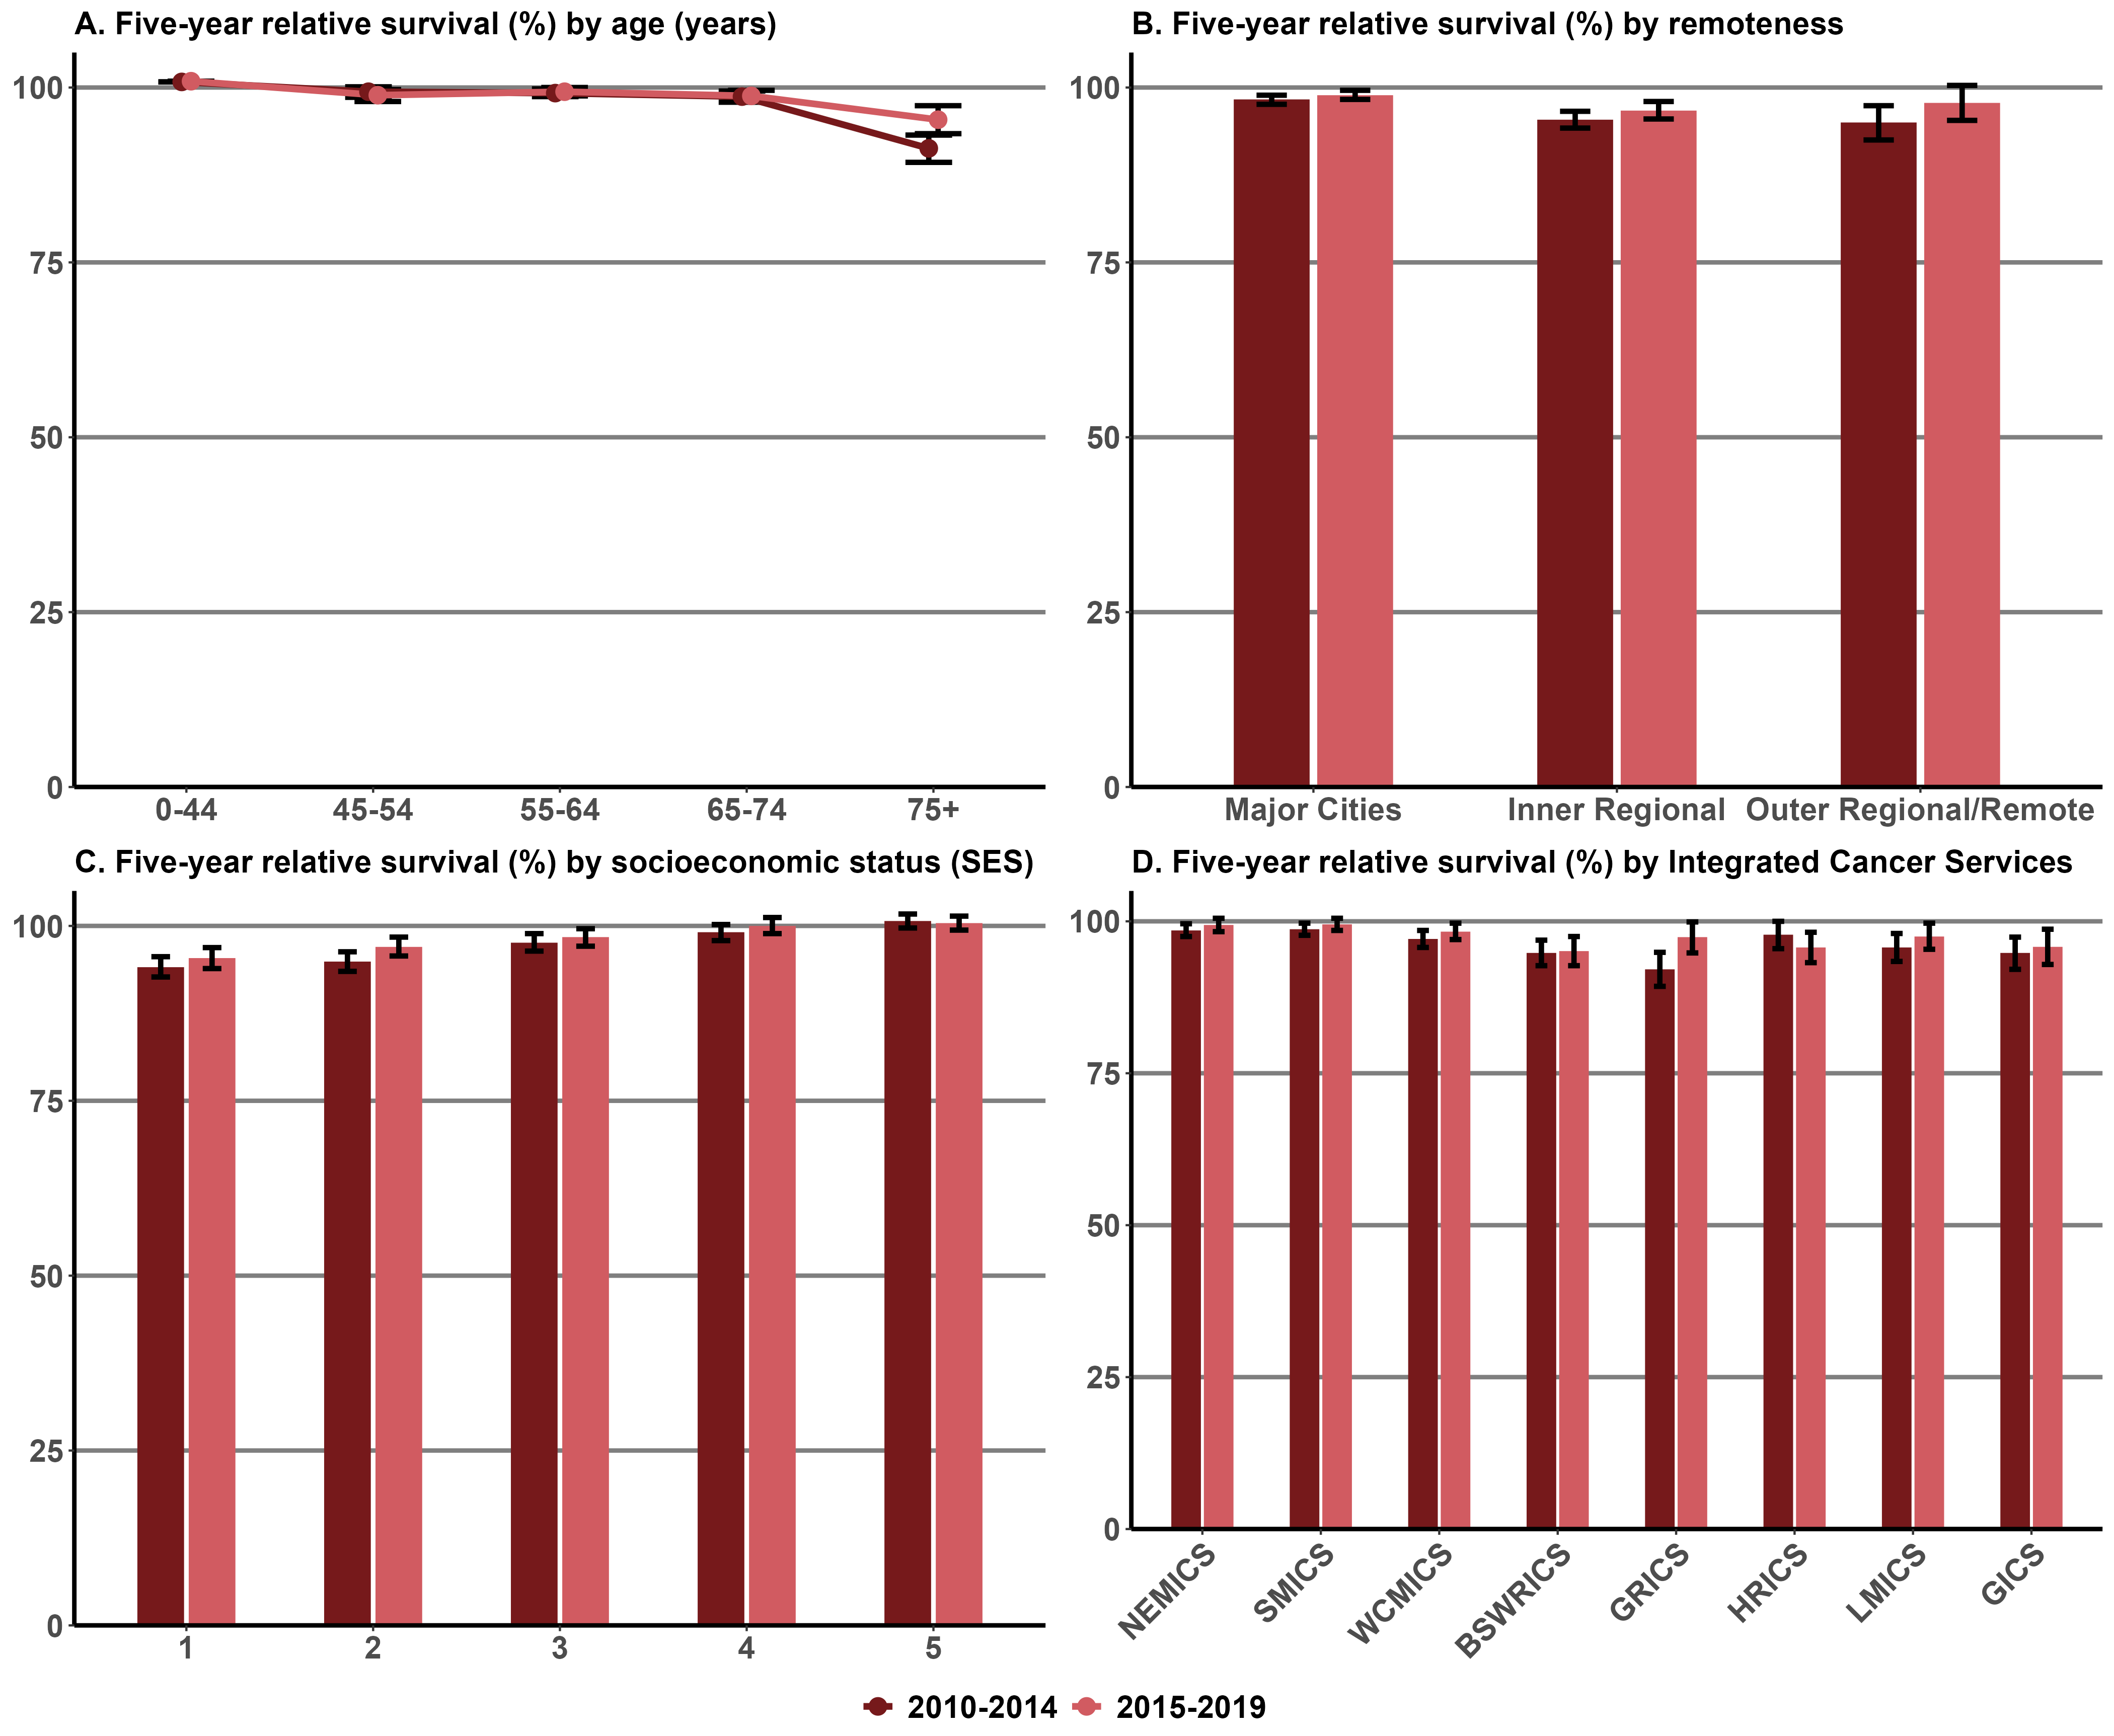 A. Five-year relative survival (%) by age (years)
100
75
50
25
0
0-44 45-54 55-64 65-74 75+
B. Five-year relative survival (%) by remoteness
100
75
50
25
0
Major Cities Inner Regional Outer Regional/Remote
C. Five-year relative survival (%) by socioeconomic status (SES)
100
75
50
25
0
1 2 3 4 5
D. Five-year relative survival (%) by Integrated Cancer Services
100
75
50
25
0
NEMICS SMICS WCMICS BSWRICS GRICS HRICS LMICS GICS
2010-2014 2015-2019